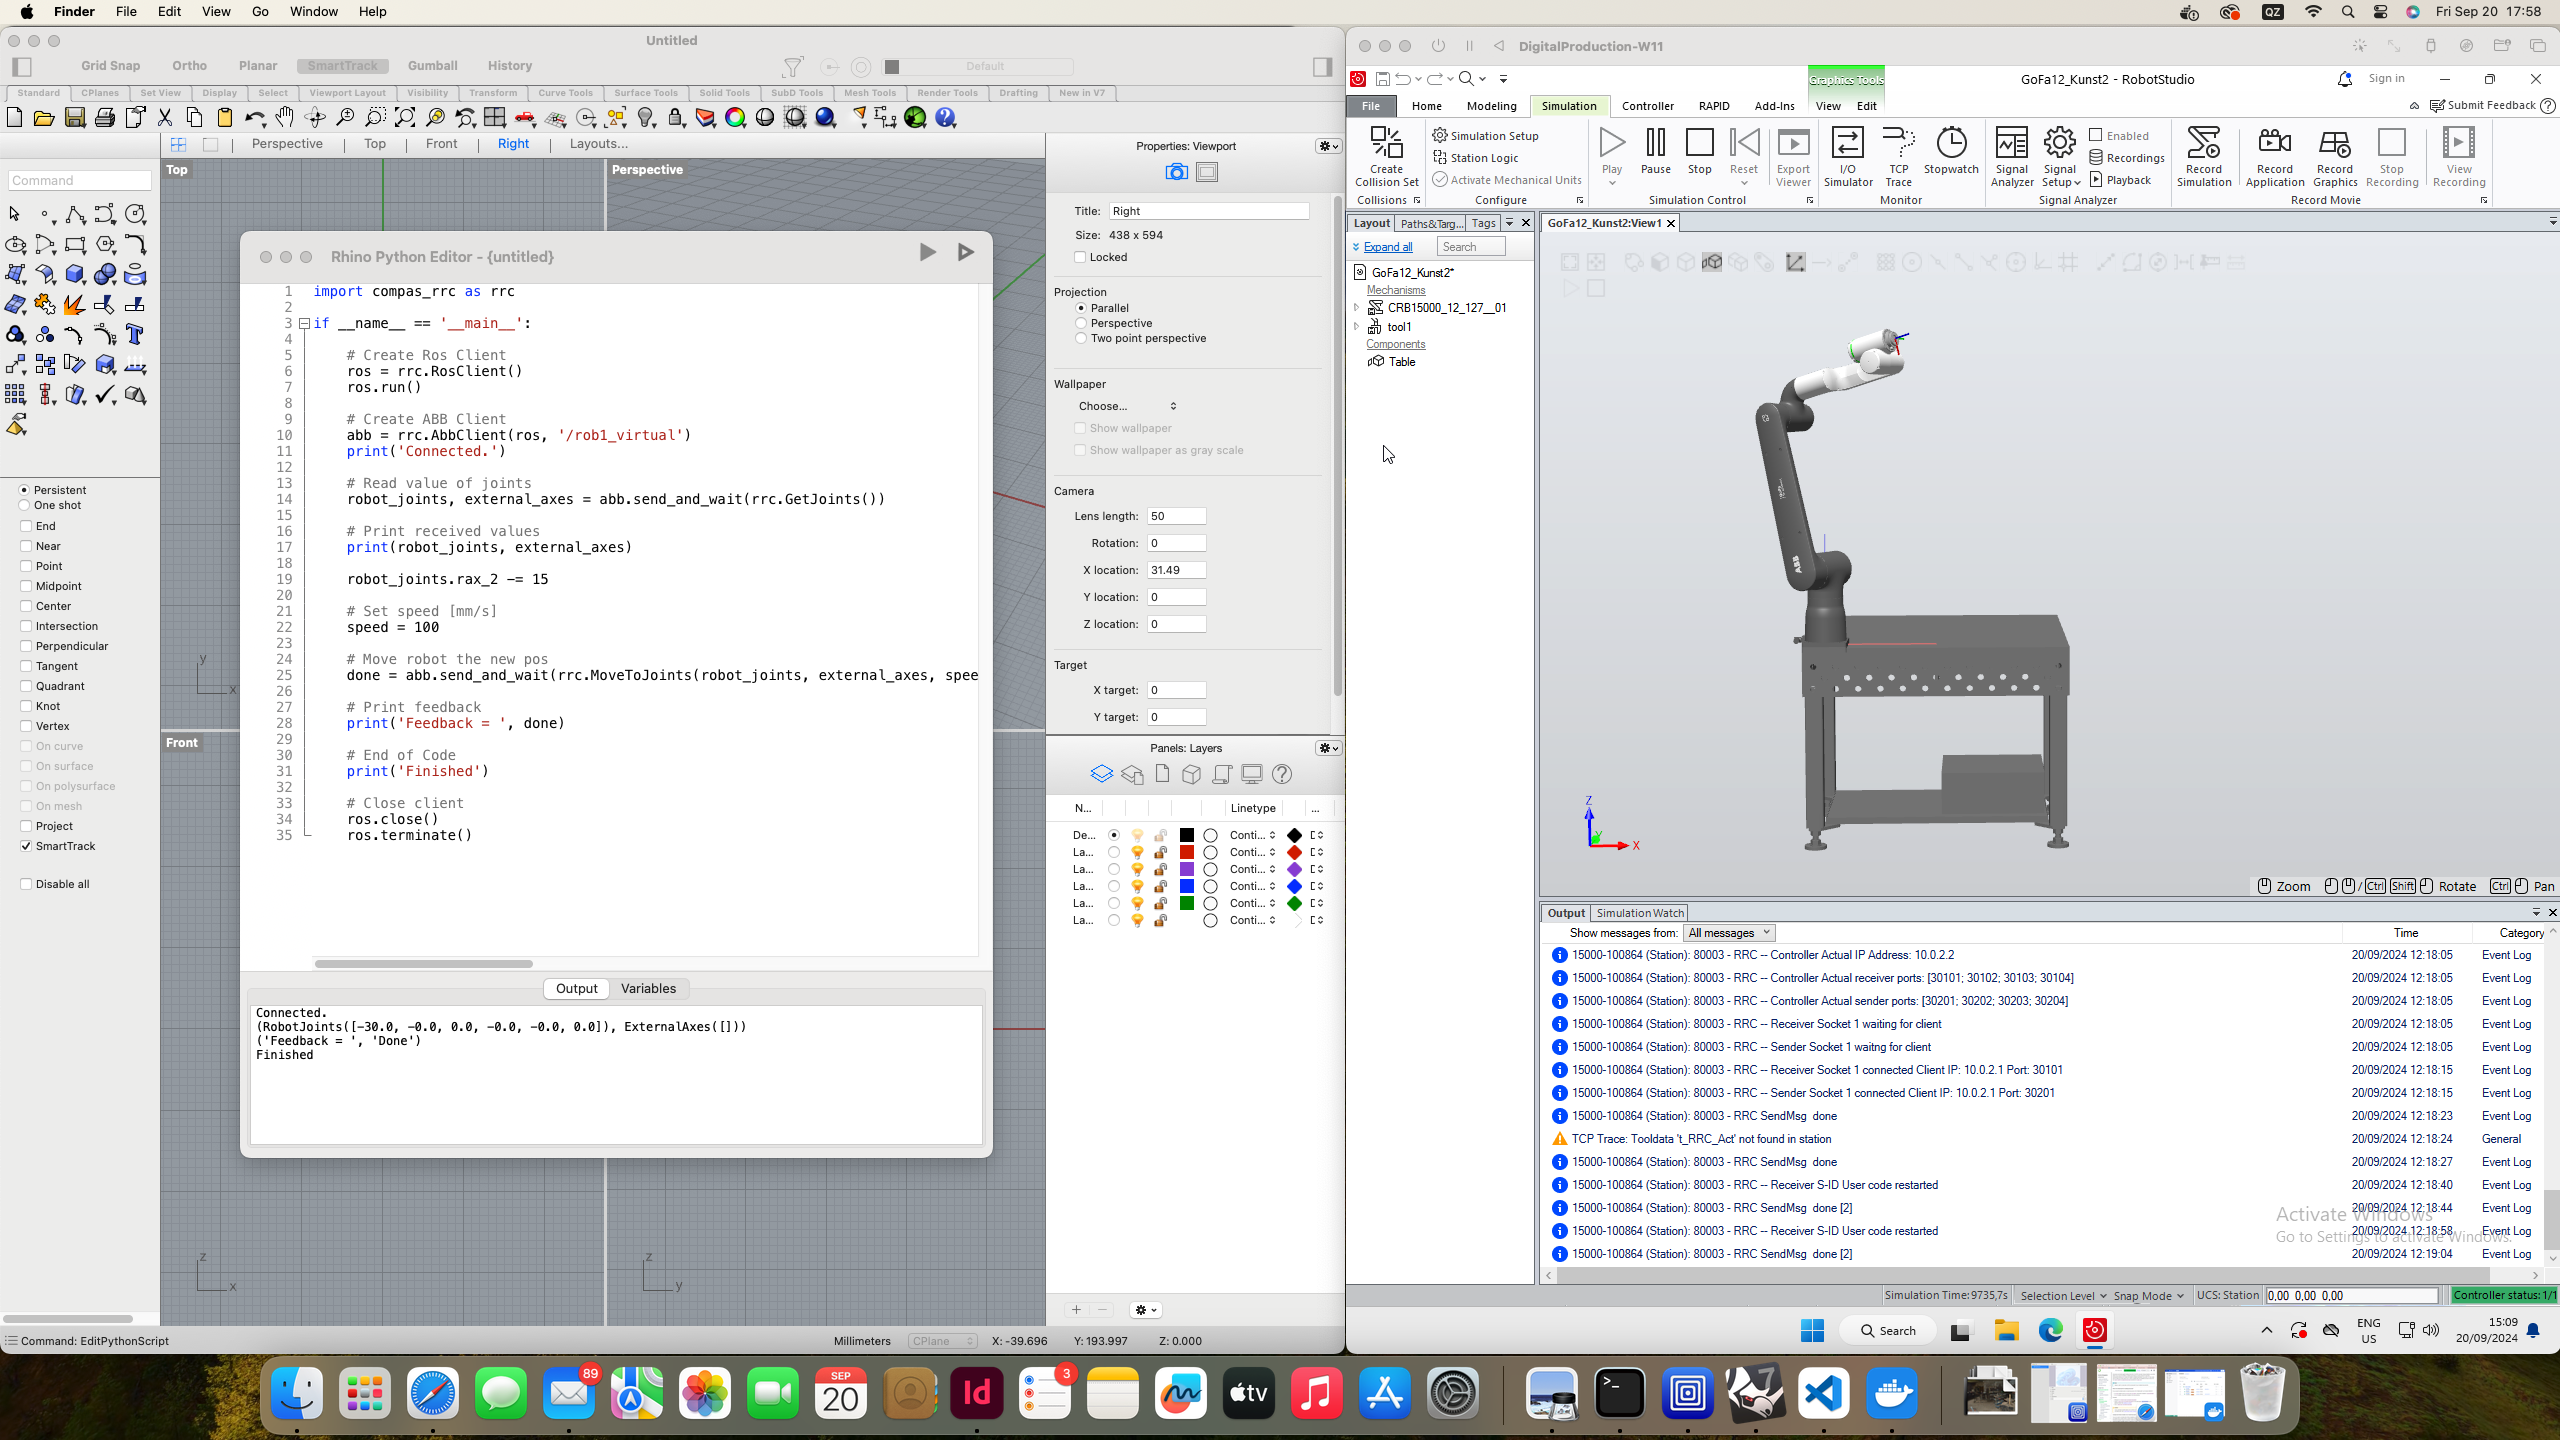 Finder File Edit View Go Window Help
QZ Fri Sep 20 17:58
Untitled
Grid Snap Ortho Planar SmartTrack Gumball History Default
Standard CPlanes Set View Display Select Viewport Layout Visibility Transform Curve Tools Surface Tools Solid Tools SubD Tools Mesh Tools Render Tools Drafting New in V7
Perspective Top Front Right Layouts...
Command
Top
Perspective
Front
Persistent
One shot
End
Near
Point
Midpoint
Center
Intersection
Perpendicular
Tangent
Quadrant
Knot
Vertex
On curve
On surface
On polysurface
On mesh
Project
SmartTrack
Disable all
Rhino Python Editor - {untitled}
1 import compas_rrc as rrc
2
3 if __name__ == '__main__':
4
5 # Create Ros Client
6 ros = rrc.RosClient()
7 ros.run()
8
9 # Create ABB Client
10 abb = rrc.AbbClient(ros, '/rob1_virtual')
11 print('Connected.')
12
13 # Read value of joints
14 robot_joints, external_axes = abb.send_and_wait(rrc.GetJoints())
15
16 # Print received values
17 print(robot_joints, external_axes)
18
19 robot_joints.rax_2 -= 15
20
21 # Set speed [mm/s]
22 speed = 100
23
24 # Move robot the new pos
25 done = abb.send_and_wait(rrc.MoveToJoints(robot_joints, external_axes, spee
26
27 # Print feedback
28 print('Feedback = ', done)
29
30 # End of Code
31 print('Finished')
32
33 # Close client
34 ros.close()
35 ros.terminate()
Output Variables
Connected.
(RobotJoints([-30.0, -0.0, 0.0, -0.0, -0.0, 0.0]), ExternalAxes([]))
('Feedback = ', 'Done')
Finished
y
x
z
x
z
y
Properties: Viewport
Title: Right
Size: 438 x 594
Locked
Projection
Parallel
Perspective
Two point perspective
Wallpaper
Choose...
Show wallpaper
Show wallpaper as gray scale
Camera
Lens length: 50
Rotation: 0
X location: 31.49
Y location: 0
Z location: 0
Target
X target: 0
Y target: 0
Panels: Layers
N... Linetype ...
De... Conti...
La... Conti...
La... Conti...
La... Conti...
La... Conti...
La... Conti...
Command: EditPythonScript
Millimeters CPlane X: -39.696 Y: 193.997 Z: 0.000
DigitalProduction-W11
Graphics Tools GoFa12_Kunst2 - RobotStudio Sign in
File Home Modeling Simulation Controller RAPID Add-Ins View Edit Submit Feedback
Create Collision Set
Collisions
Simulation Setup
Station Logic
Activate Mechanical Units
Configure
Play Pause Stop Reset Export Viewer
Simulation Control
I/O Simulator TCP Trace Stopwatch
Monitor
Signal Analyzer Signal Setup
Enabled
Recordings
Playback
Signal Analyzer
Record Simulation Record Application Record Graphics Stop Recording View Recording
Record Movie
Layout Paths&Targ... Tags
Expand all Search
GoFa12_Kunst2*
Mechanisms
CRB15000_12_127__01
tool1
Components
Table
GoFa12_Kunst2:View1
ABB
Z
Y
X
Zoom / Ctrl Shift Rotate Ctrl Pan
Output Simulation Watch
Show messages from: All messages Time Category
15000-100864 (Station): 80003 - RRC -- Controller Actual IP Address: 10.0.2.2 20/09/2024 12:18:05 Event Log
15000-100864 (Station): 80003 - RRC -- Controller Actual receiver ports: [30101; 30102; 30103; 30104] 20/09/2024 12:18:05 Event Log
15000-100864 (Station): 80003 - RRC -- Controller Actual sender ports: [30201; 30202; 30203; 30204] 20/09/2024 12:18:05 Event Log
15000-100864 (Station): 80003 - RRC -- Receiver Socket 1 waiting for client 20/09/2024 12:18:05 Event Log
15000-100864 (Station): 80003 - RRC -- Sender Socket 1 waitng for client 20/09/2024 12:18:05 Event Log
15000-100864 (Station): 80003 - RRC -- Receiver Socket 1 connected Client IP: 10.0.2.1 Port: 30101 20/09/2024 12:18:15 Event Log
15000-100864 (Station): 80003 - RRC -- Sender Socket 1 connected Client IP: 10.0.2.1 Port: 30201 20/09/2024 12:18:15 Event Log
15000-100864 (Station): 80003 - RRC SendMsg done 20/09/2024 12:18:23 Event Log
TCP Trace: Tooldata 't_RRC_Act' not found in station 20/09/2024 12:18:24 General
15000-100864 (Station): 80003 - RRC SendMsg done 20/09/2024 12:18:27 Event Log
15000-100864 (Station): 80003 - RRC -- Receiver S-ID User code restarted 20/09/2024 12:18:40 Event Log
15000-100864 (Station): 80003 - RRC SendMsg done [2] 20/09/2024 12:18:44 Event Log
15000-100864 (Station): 80003 - RRC -- Receiver S-ID User code restarted 20/09/2024 12:18:58 Event Log
15000-100864 (Station): 80003 - RRC SendMsg done [2] 20/09/2024 12:19:04 Event Log
Activate Windows
Go to Settings to activate Windows.
Simulation Time: 9735,7s Selection Level Snap Mode UCS: Station 0,00 0,00 0,00 Controller status: 1/1
Search ENG US 15:09 20/09/2024
89 SEP 20 Id 3 tv 7